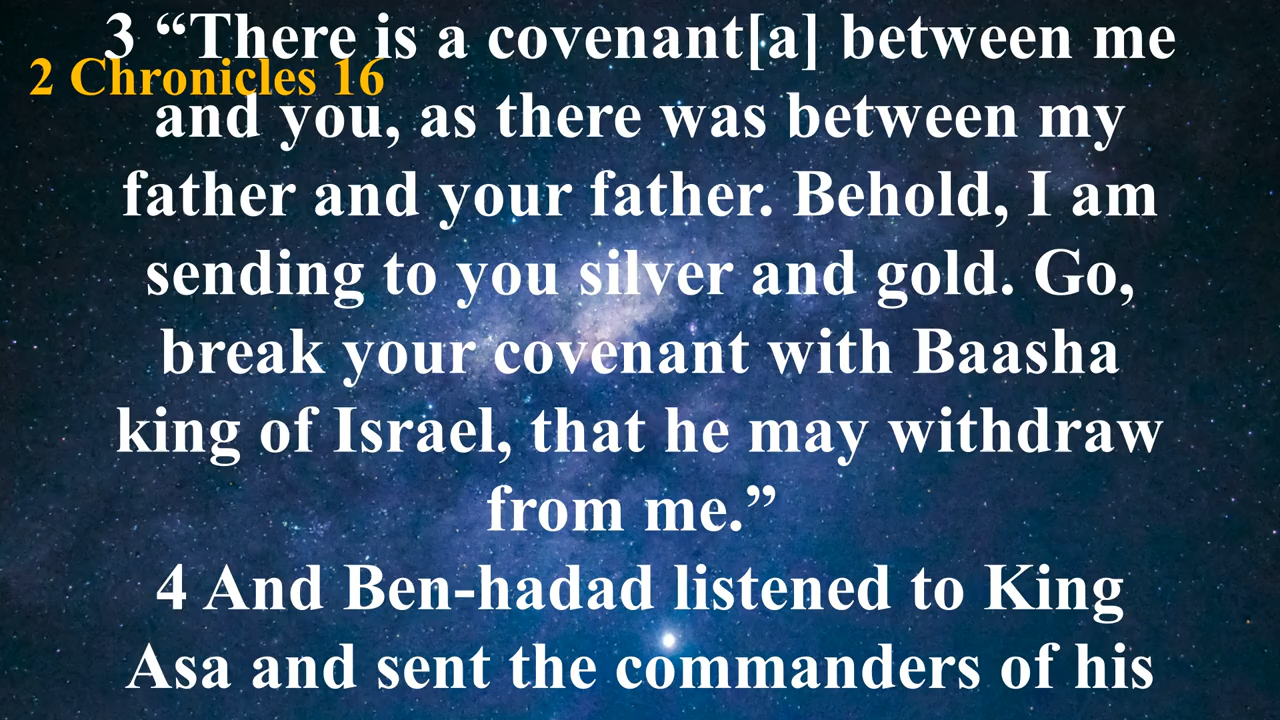 3 “There is a covenant[a] between me
2 Chronicles 16
and you, as there was between my
father and your father. Behold, I am
sending to you silver and gold. Go,
break your covenant with Baasha
king of Israel, that he may withdraw
from me.”
4 And Ben-hadad listened to King
Asa and sent the commanders of his